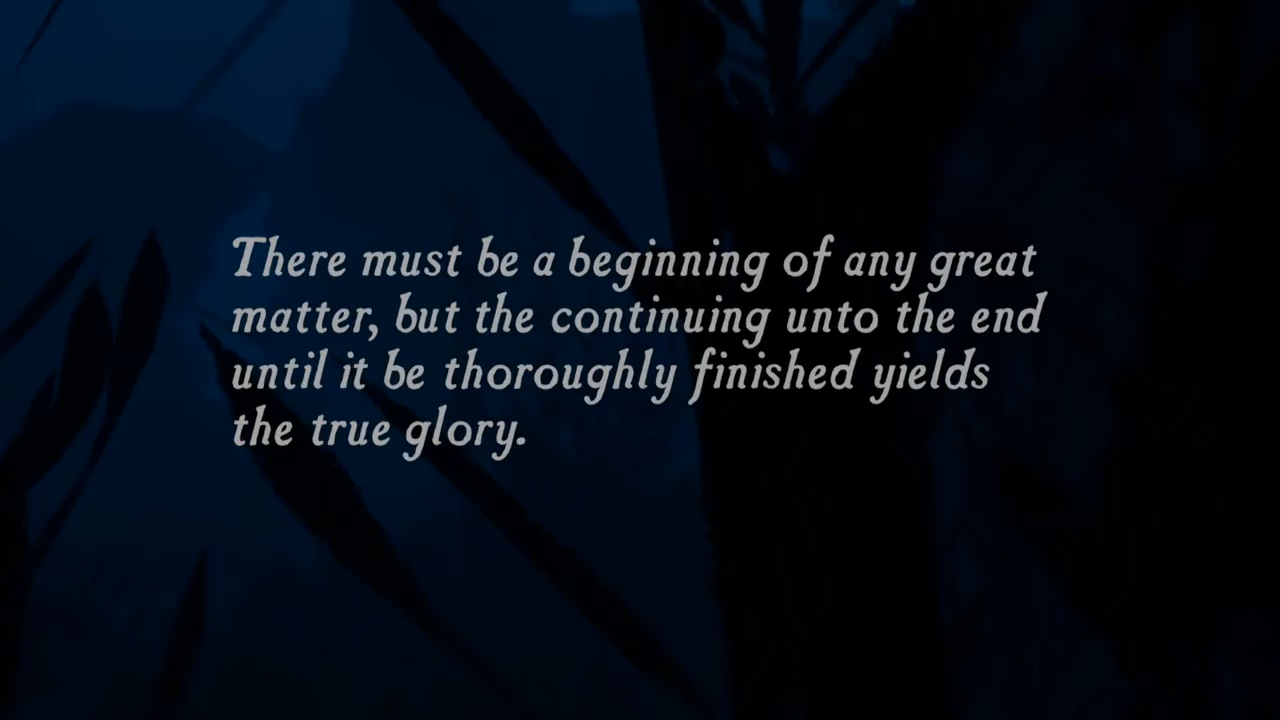 There must be a beginning of any great
matter, but the continuing unto the end
until it be thoroughly finished yields
the true glory.